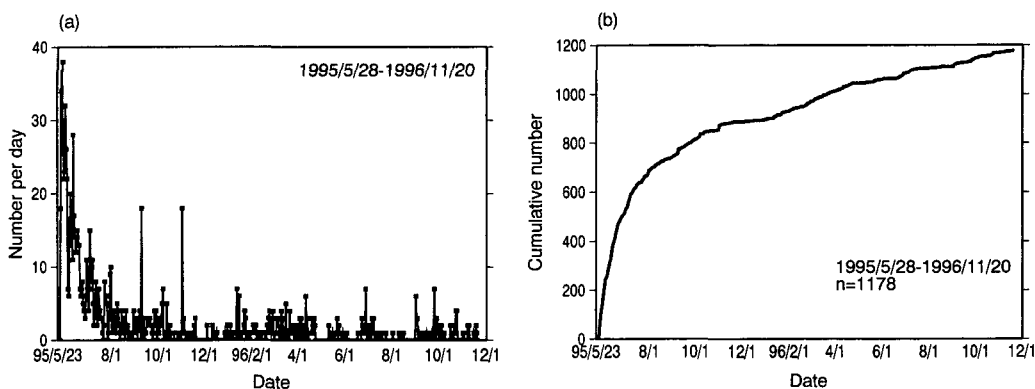 (a)
40
30
20
10
0
Number per day
1995/5/28-1996/11/20
95/5/23 8/1 10/1 12/1 96/2/1 4/1 6/1 8/1 10/1 12/1
Date
(b)
1200
1000
800
600
400
200
0
Cumulative number
1995/5/28-1996/11/20
n=1178
95/5/23 8/1 10/1 12/1 96/2/1 4/1 6/1 8/1 10/1 12/1
Date